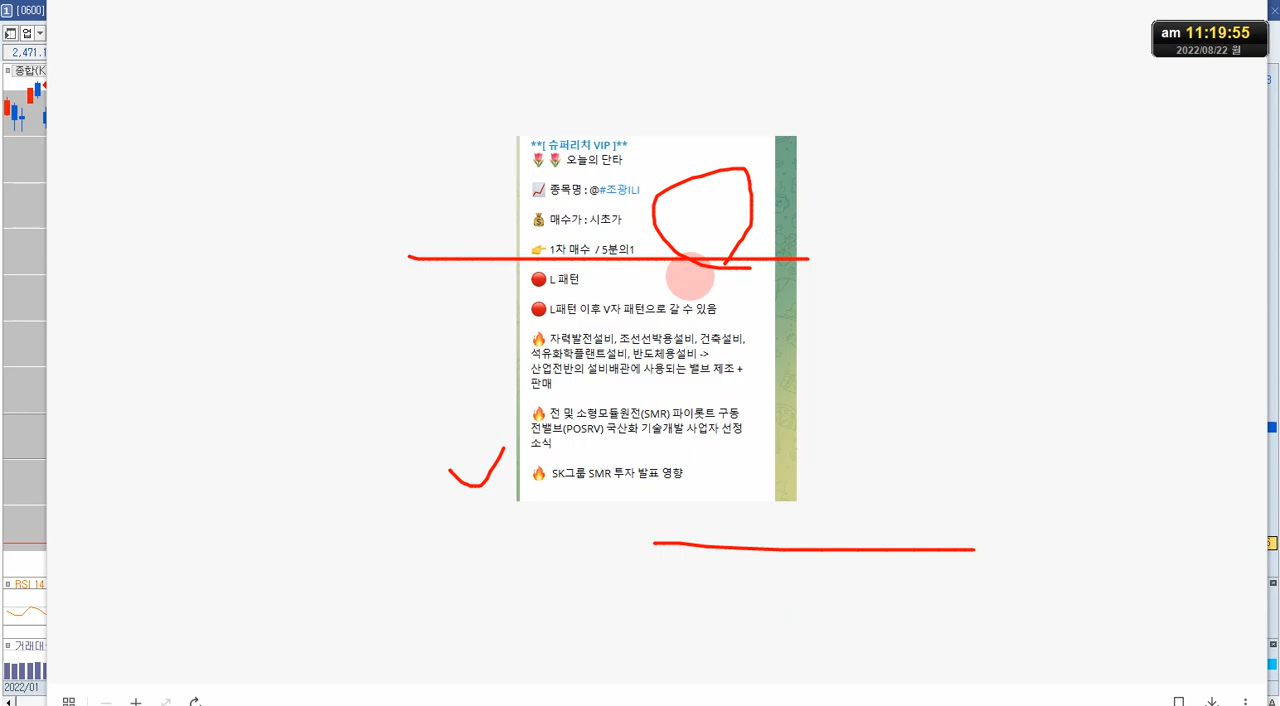 1 [0600]
업
2,471.1
종합(K
am 11:19:55
2022/08/22 월
**[ 슈퍼리치 VIP ]**
오늘의 단타
종목명 : @#조광ILI
매수가 : 시초가
1차 매수 / 5분의1
L 패턴
L패턴 이후 V자 패턴으로 갈 수 있음
자력발전설비, 조선선박용설비, 건축설비,
석유화학플랜트설비, 반도체용설비 ->
산업전반의 설비배관에 사용되는 밸브 제조 +
판매
전 및 소형모듈원전(SMR) 파이롯트 구동
전밸브(POSRV) 국산화 기술개발 사업자 선정
소식
SK그룹 SMR 투자 발표 영향
RSI 14
거래대
2022/01